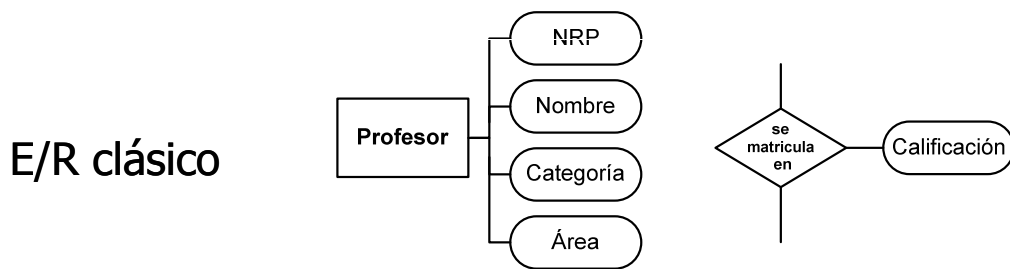 E/R clásico
Profesor
NRP
Nombre
Categoría
Área
se
matricula
en
Calificación